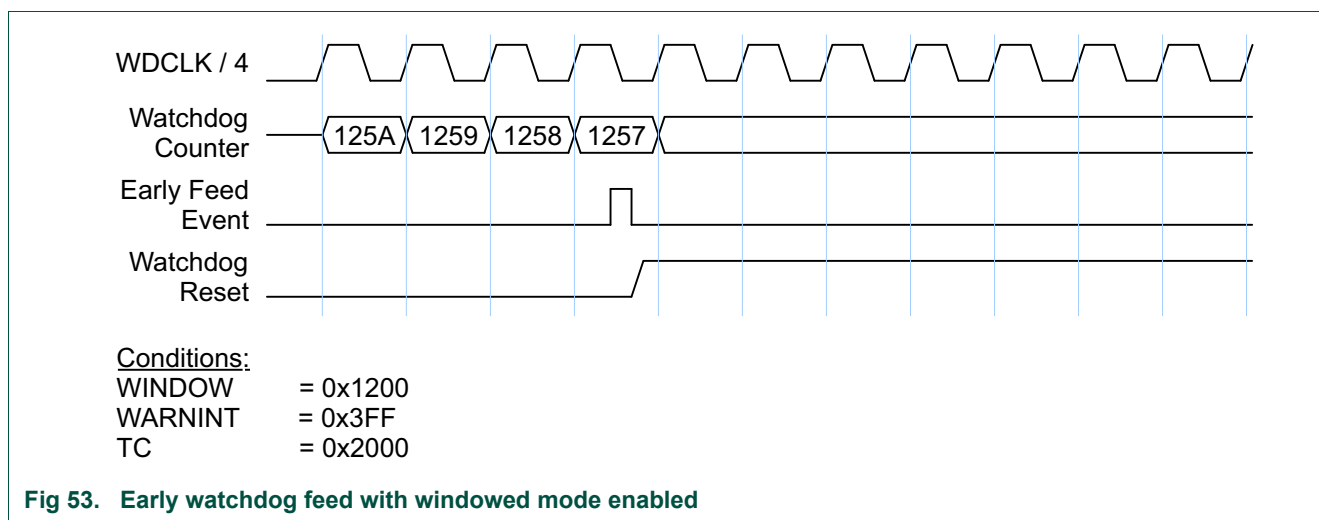 WDCLK / 4
Watchdog
Counter
125A 1259 1258 1257
Early Feed
Event
Watchdog
Reset
Conditions:
WINDOW = 0x1200
WARNINT = 0x3FF
TC = 0x2000
Fig 53. Early watchdog feed with windowed mode enabled